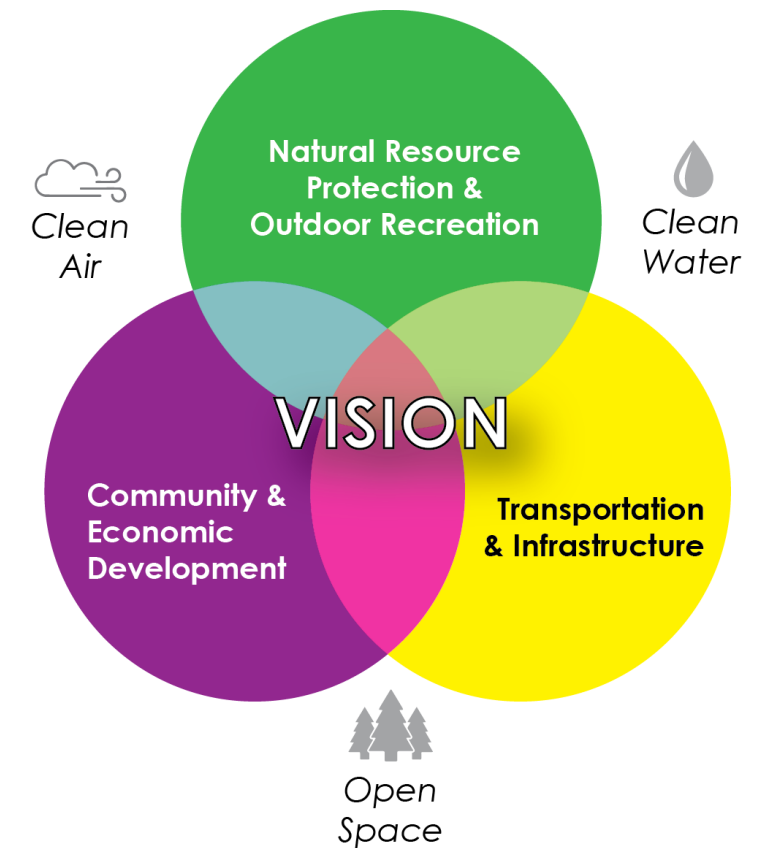 Natural Resource
Protection &
Outdoor Recreation
Clean
Air
Clean
Water
VISION
Community &
Economic
Development
Transportation
& Infrastructure
Open
Space